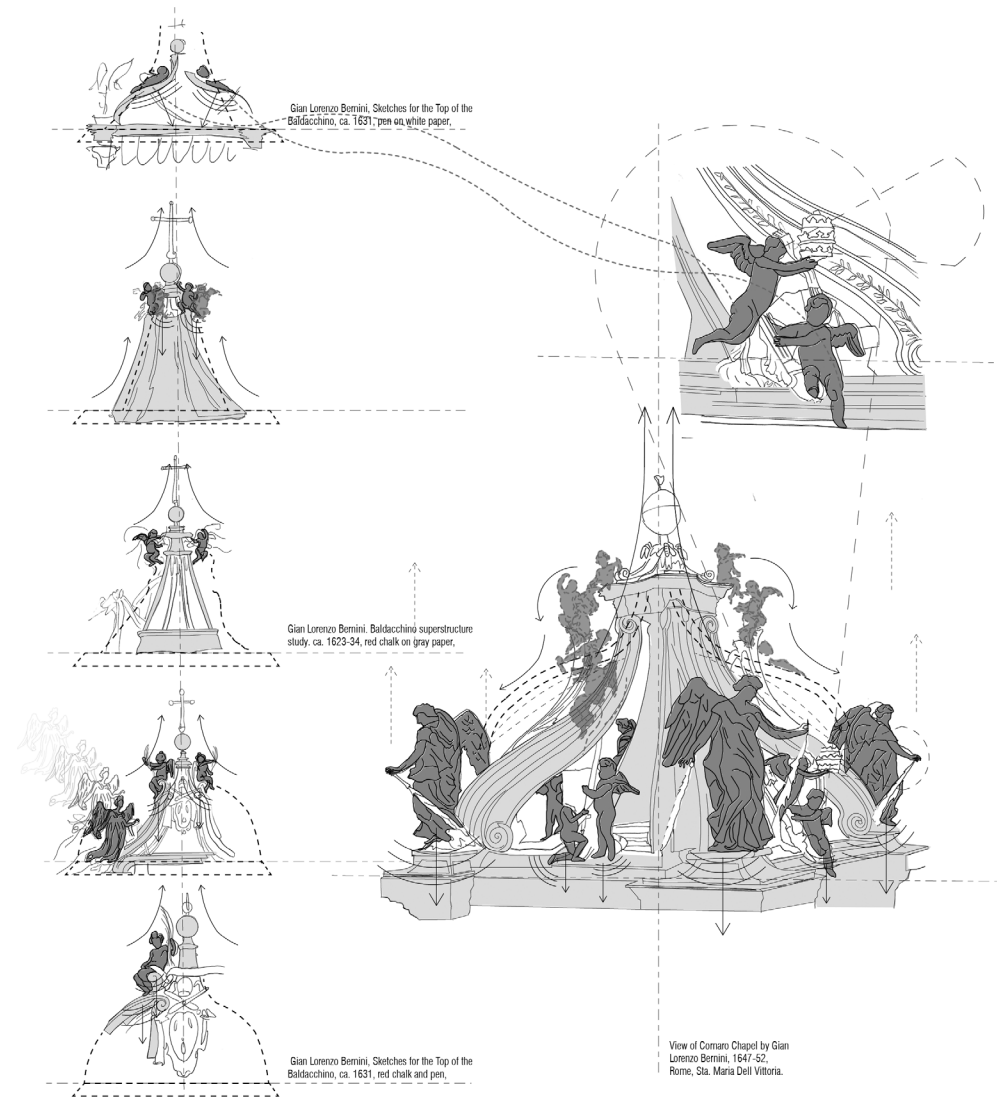 Gian Lorenzo Bernini, Sketches for the Top of the
Baldacchino, ca. 1631, pen on white paper,
Gian Lorenzo Bernini. Baldacchino superstructure
study. ca. 1623-34, red chalk on gray paper,
Gian Lorenzo Bernini, Sketches for the Top of the
Baldacchino, ca. 1631, red chalk and pen,
View of Cornaro Chapel by Gian
Lorenzo Bernini, 1647-52,
Rome, Sta. Maria Dell Vittoria.